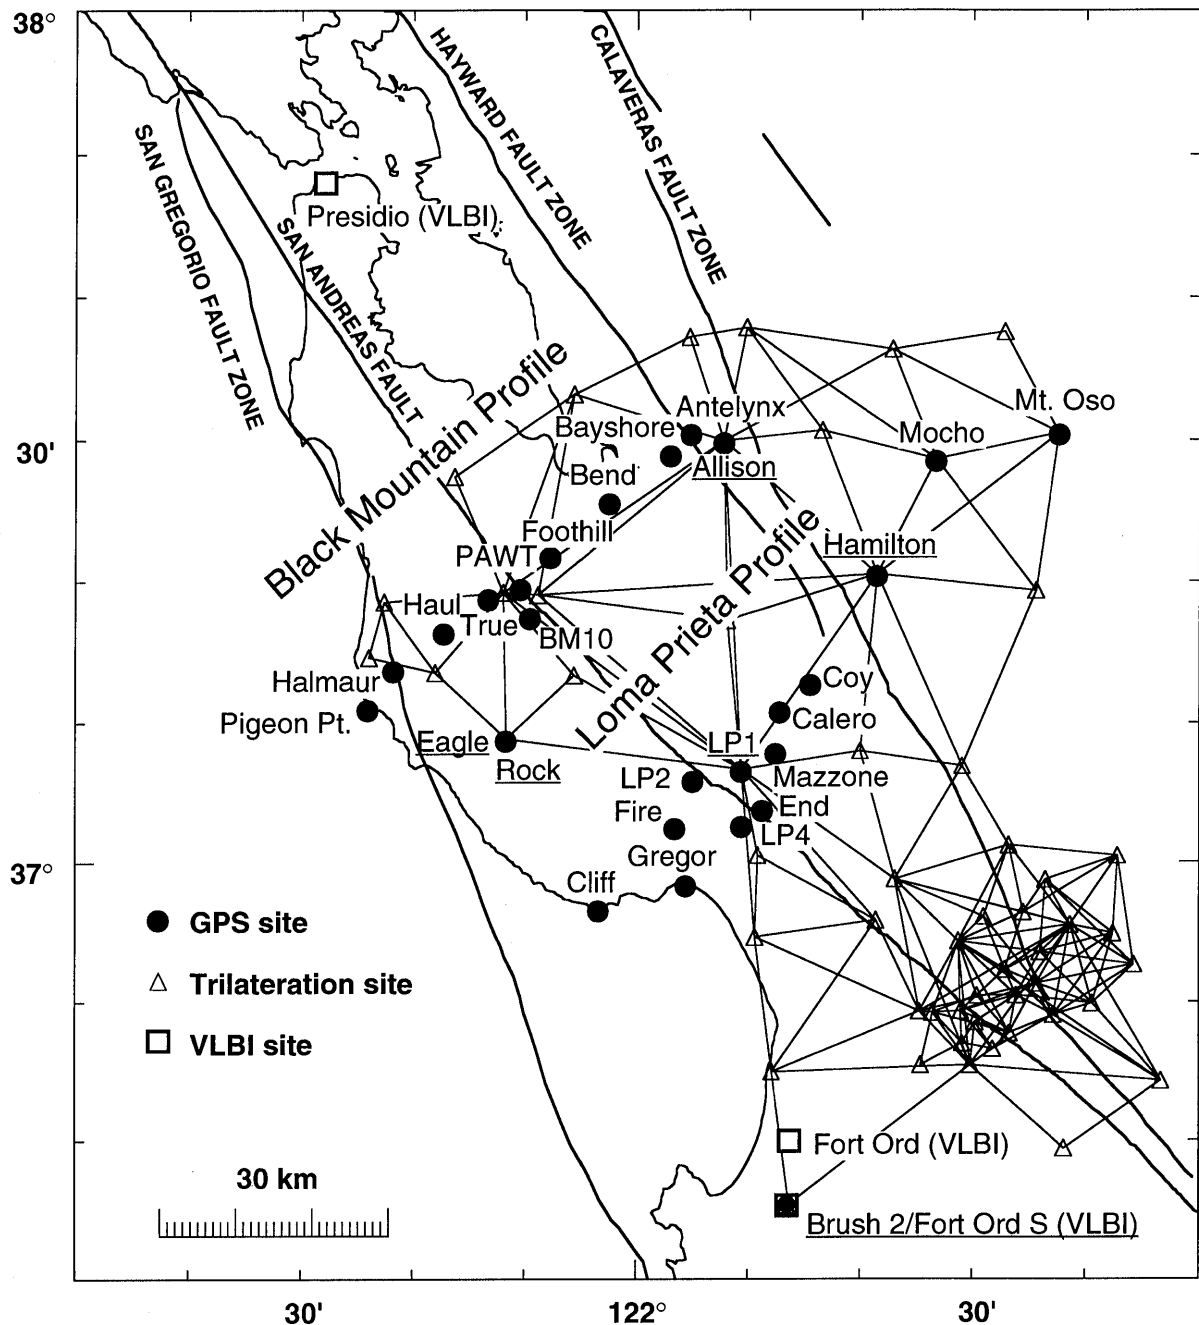 38°
HAYWARD FAULT ZONE
CALAVERAS FAULT ZONE
SAN GREGORIO FAULT ZONE
SAN ANDREAS FAULT
Presidio (VLBI)
Black Mountain Profile
Antelynx
Mt. Oso
Bayshore
Mocho
30'
Allison
Bend
Foothill
Hamilton
PAWT
Loma Prieta Profile
Haul
True
BM10
Halmaur
Coy
Pigeon Pt.
Calero
Eagle
Rock
LP1
LP2
Mazzone
Fire
End
LP4
Gregor
37°
Cliff
GPS site
Trilateration site
VLBI site
Fort Ord (VLBI)
30 km
Brush 2/Fort Ord S (VLBI)
30'
122°
30'